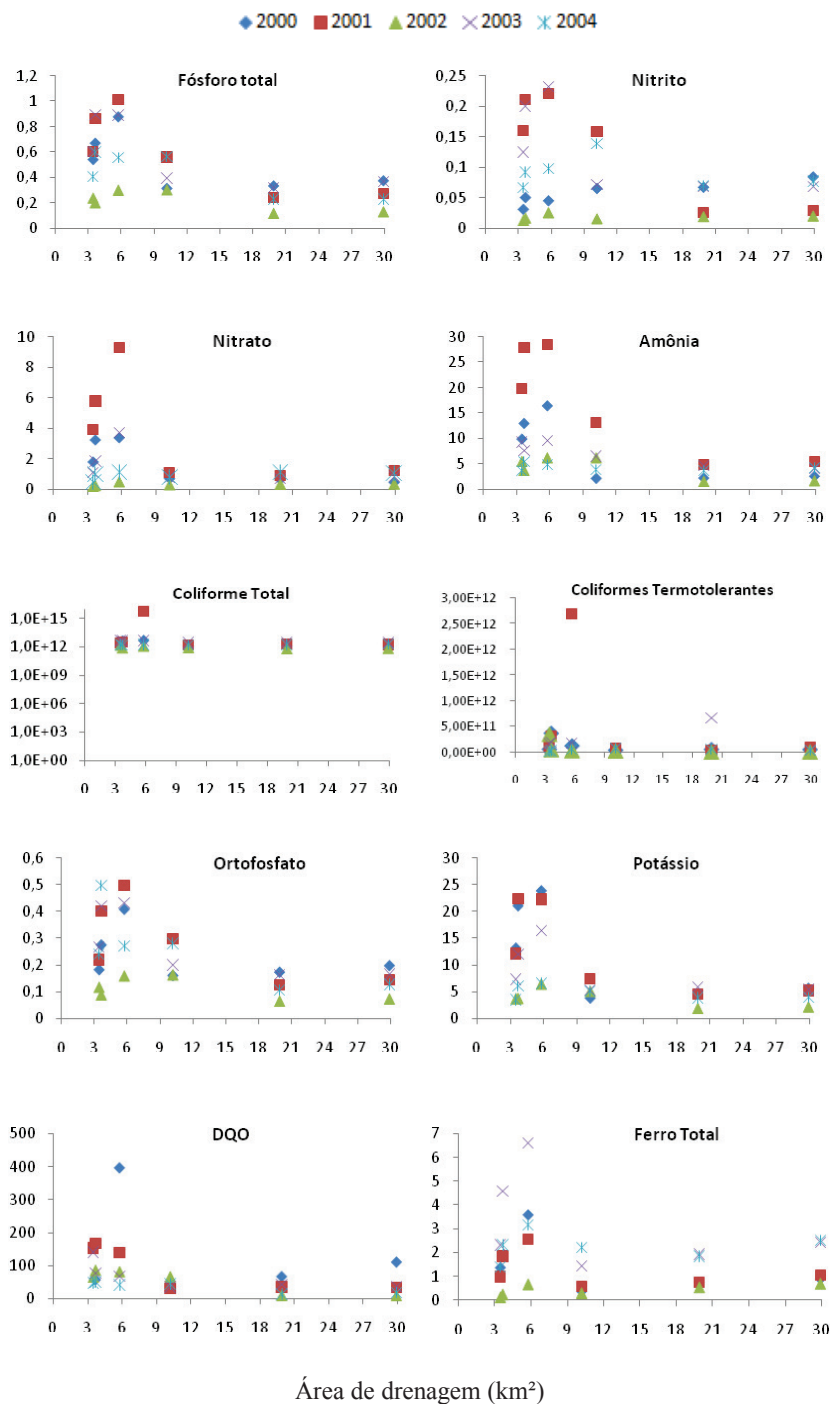 2000 2001 2002 2003 2004
Fósforo total
1,2
1
0,8
0,6
0,4
0,2
0
0 3 6 9 12 15 18 21 24 27 30
Nitrito
0,25
0,2
0,15
0,1
0,05
0
0 3 6 9 12 15 18 21 24 27 30
Nitrato
10
8
6
4
2
0
0 3 6 9 12 15 18 21 24 27 30
Amônia
30
25
20
15
10
5
0
0 3 6 9 12 15 18 21 24 27 30
Coliforme Total
1,0E+15
1,0E+12
1,0E+09
1,0E+06
1,0E+03
1,0E+00
0 3 6 9 12 15 18 21 24 27 30
Coliformes Termotolerantes
3,00E+12
2,50E+12
2,00E+12
1,50E+12
1,00E+12
5,00E+11
0,00E+00
0 3 6 9 12 15 18 21 24 27 30
Ortofosfato
0,6
0,5
0,4
0,3
0,2
0,1
0
0 3 6 9 12 15 18 21 24 27 30
Potássio
30
25
20
15
10
5
0
0 3 6 9 12 15 18 21 24 27 30
DQO
500
400
300
200
100
0
0 3 6 9 12 15 18 21 24 27 30
Ferro Total
7
6
5
4
3
2
1
0
0 3 6 9 12 15 18 21 24 27 30
Área de drenagem (km²)